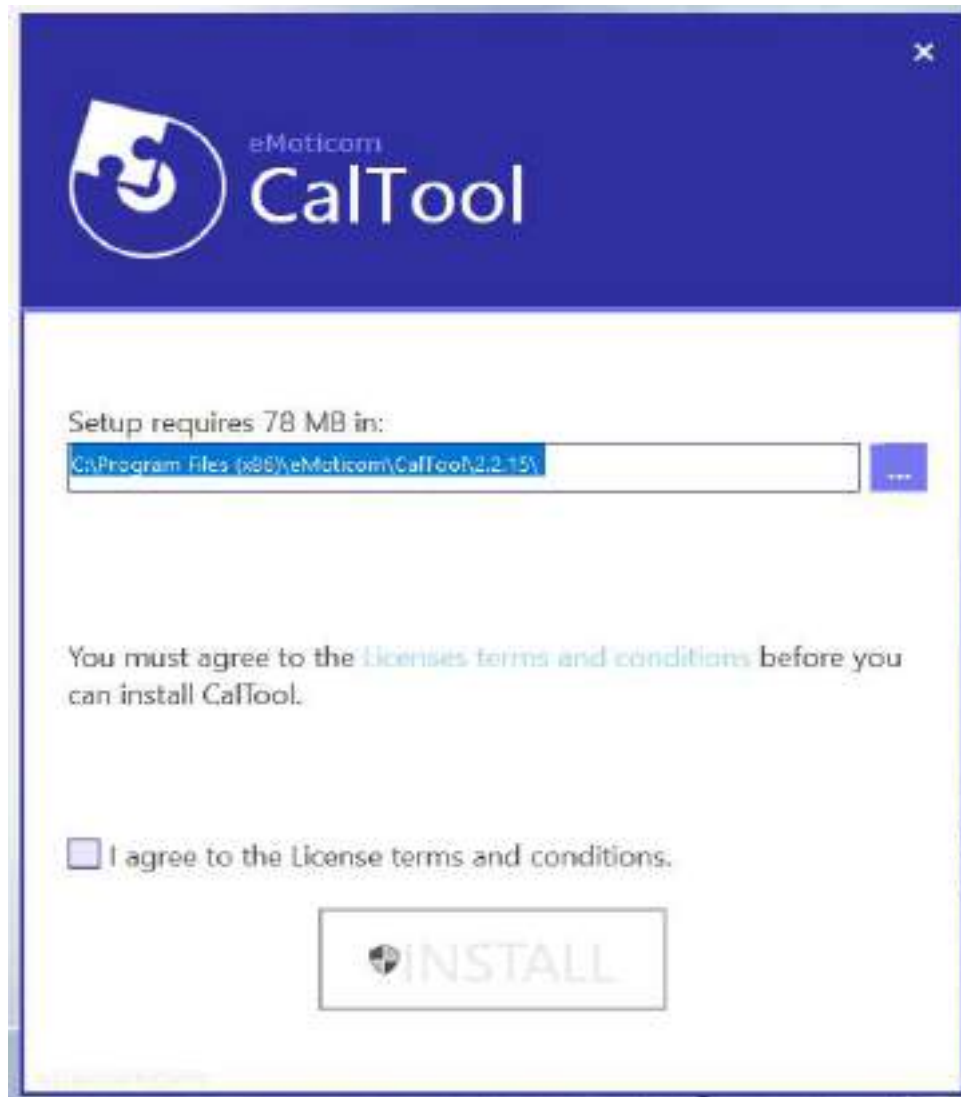 eMoticom
CalTool
Setup requires 78 MB in:
C:\Program Files (x86)\eMoticom\CalTool\2.2.15\
...
You must agree to the Licenses terms and conditions before you
can install CalTool.
I agree to the License terms and conditions.
INSTALL